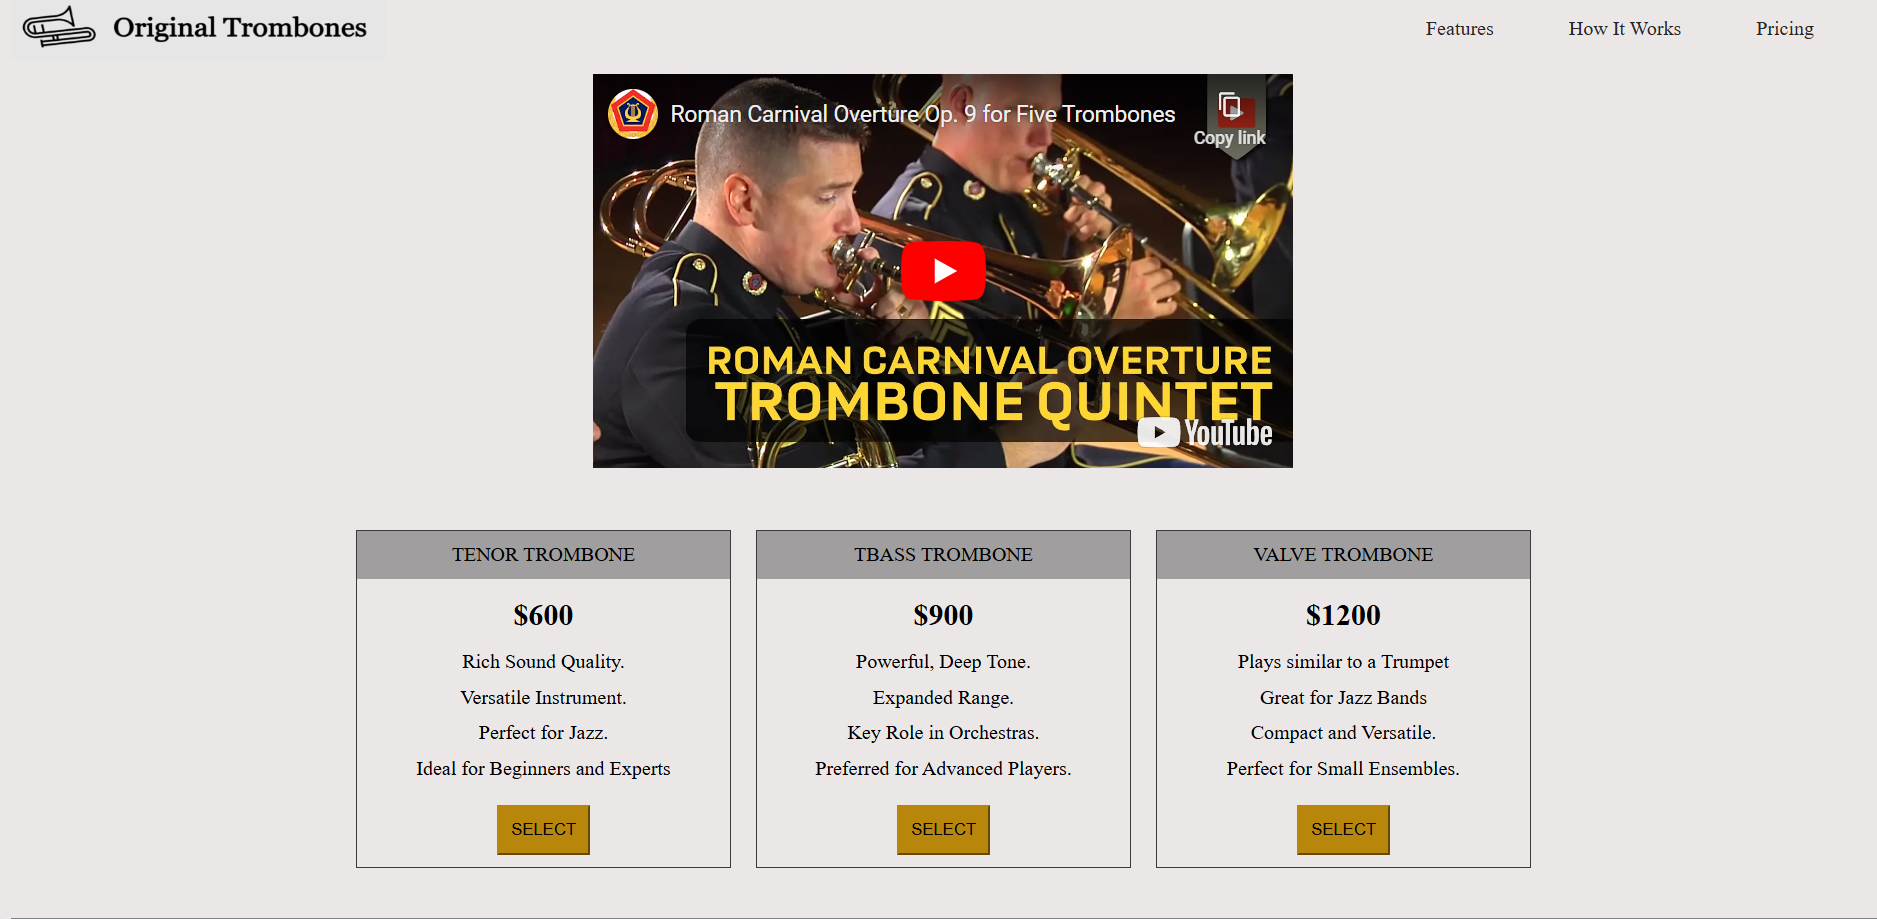 Original Trombones
Features
How It Works
Pricing
Roman Carnival Overture Op. 9 for Five Trombones
Copy link
ROMAN CARNIVAL OVERTURE
TROMBONE QUINTET
YouTube
TENOR TROMBONE
$600
Rich Sound Quality.
Versatile Instrument.
Perfect for Jazz.
Ideal for Beginners and Experts
SELECT
TBASS TROMBONE
$900
Powerful, Deep Tone.
Expanded Range.
Key Role in Orchestras.
Preferred for Advanced Players.
SELECT
VALVE TROMBONE
$1200
Plays similar to a Trumpet
Great for Jazz Bands
Compact and Versatile.
Perfect for Small Ensembles.
SELECT